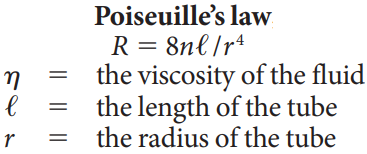 Poiseuille’s law
R = 8nℓ/r⁴
η = the viscosity of the fluid
ℓ = the length of the tube
r = the radius of the tube